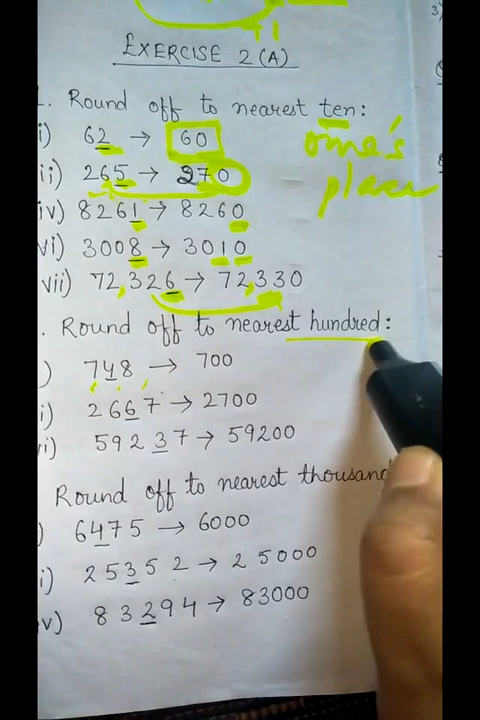 EXERCISE 2(A)
Round off to nearest ten:
i) 62 → 60
one's place
ii) 265 → 270
iv) 8261 → 8260
vi) 3008 → 3010
vii) 72,326 → 72,330
Round off to nearest hundred:
) 748 → 700
i) 2667 → 2700
i) 59237 → 59200
Round off to nearest thousand
) 6475 → 6000
i) 25352 → 25000
v) 83294 → 83000
3)